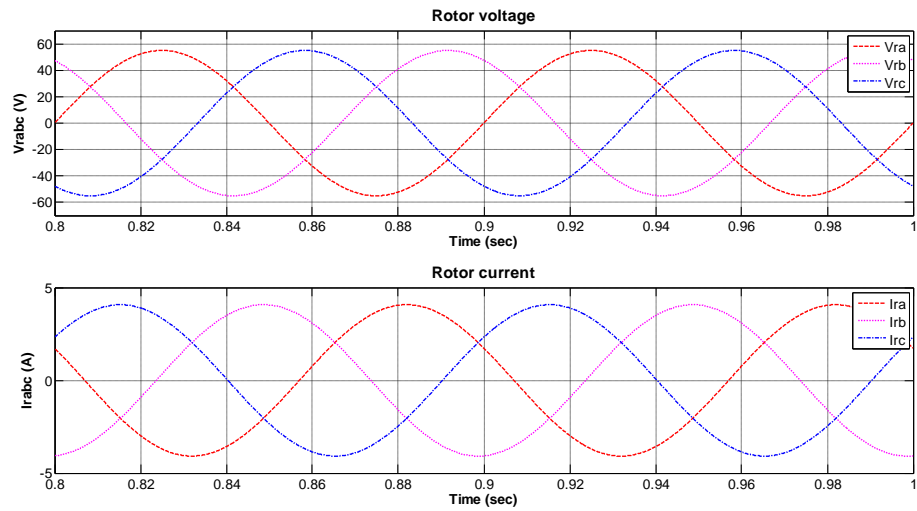 Rotor voltage
Vrabc (V)
60
40
20
0
-20
-40
-60
Vra
Vrb
Vrc
0.8 0.82 0.84 0.86 0.88 0.9 0.92 0.94 0.96 0.98 1
Time (sec)
Rotor current
Irabc (A)
5
0
-5
Ira
Irb
Irc
0.8 0.82 0.84 0.86 0.88 0.9 0.92 0.94 0.96 0.98 1
Time (sec)